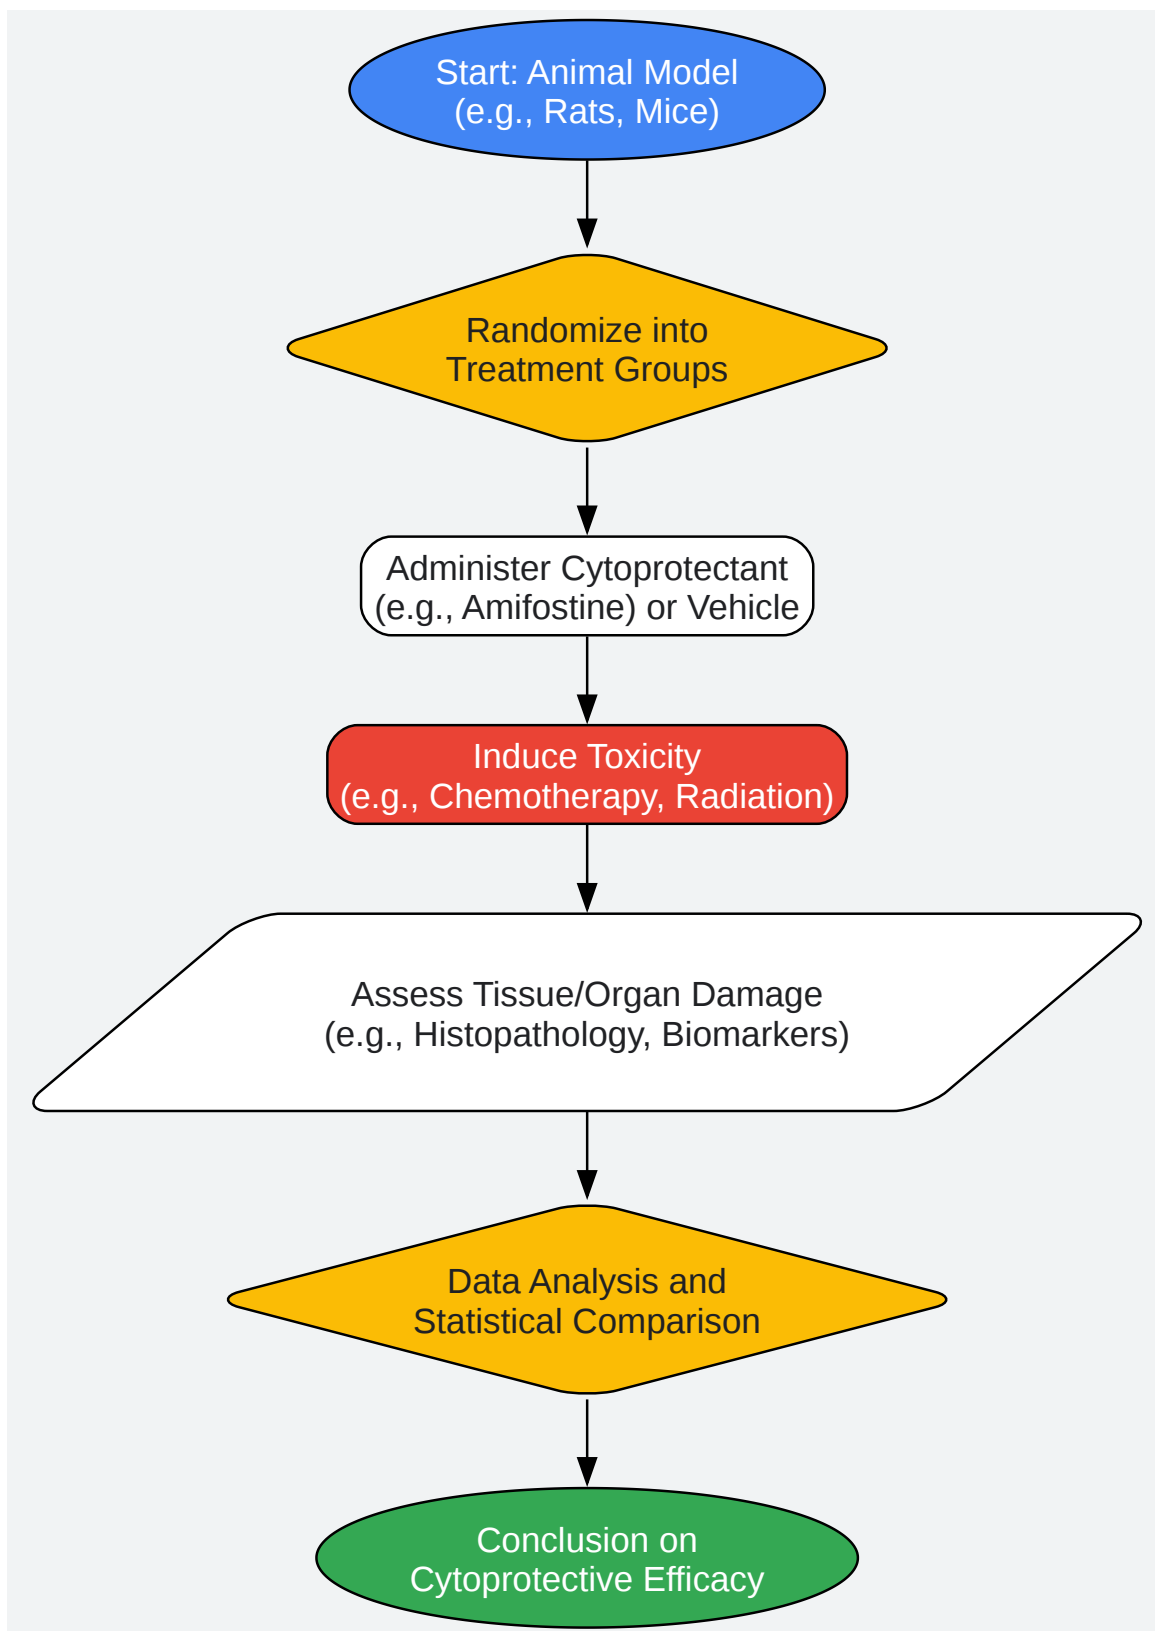 Start: Animal Model
(e.g., Rats, Mice)
Randomize into
Treatment Groups
Administer Cytoprotectant
(e.g., Amifostine) or Vehicle
Induce Toxicity
(e.g., Chemotherapy, Radiation)
Assess Tissue/Organ Damage
(e.g., Histopathology, Biomarkers)
Data Analysis and
Statistical Comparison
Conclusion on
Cytoprotective Efficacy